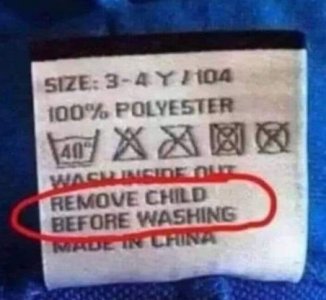 SIZE: 3-4 Y / 104
100% POLYESTER
40°
WASH INSIDE OUT
REMOVE CHILD
BEFORE WASHING
MADE IN CHINA